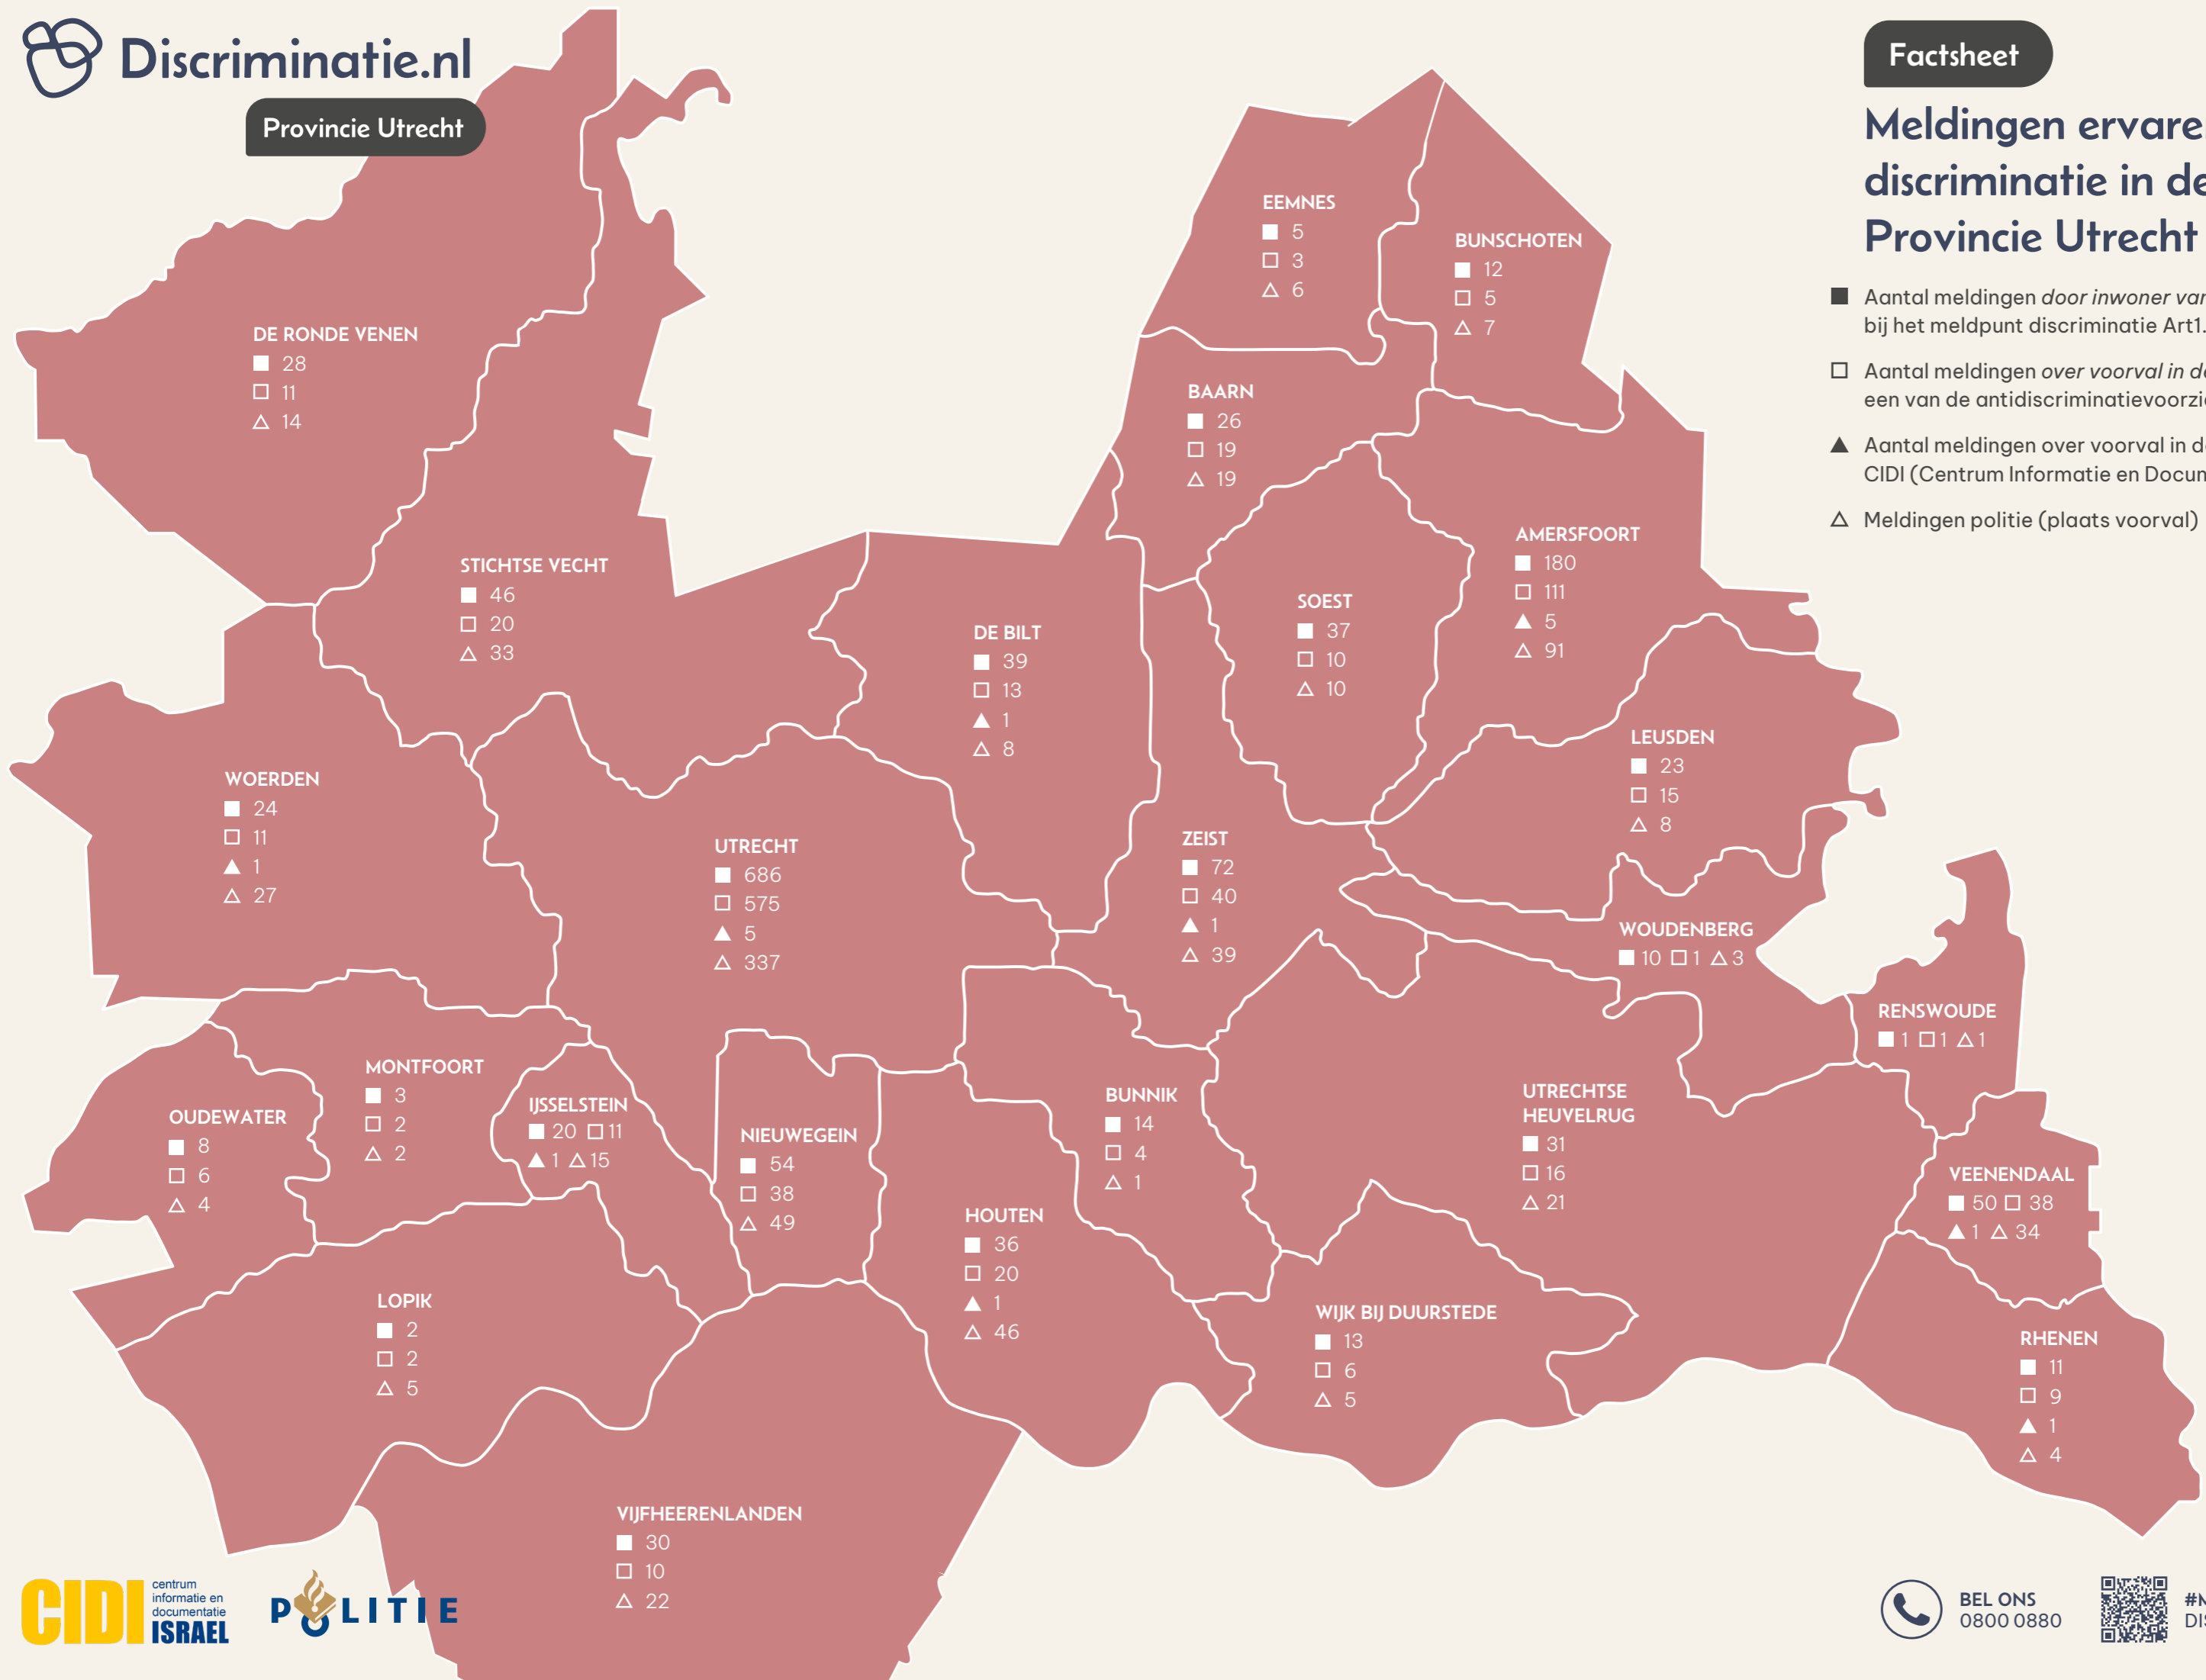 Discriminatie.nl
Provincie Utrecht
Factsheet
Meldingen ervare
discriminatie in de
Provincie Utrecht
■ Aantal meldingen door inwoner van
bij het meldpunt discriminatie Art1.
□ Aantal meldingen over voorval in de
een van de antidiscriminatievoorzie
▲ Aantal meldingen over voorval in de
CIDI (Centrum Informatie en Docum
△ Meldingen politie (plaats voorval)
EEMNES
■ 5
□ 3
△ 6
BUNSCHOTEN
■ 12
□ 5
△ 7
DE RONDE VENEN
■ 28
□ 11
△ 14
BAARN
■ 26
□ 19
△ 19
STICHTSE VECHT
■ 46
□ 20
△ 33
DE BILT
■ 39
□ 13
▲ 1
△ 8
SOEST
■ 37
□ 10
△ 10
AMERSFOORT
■ 180
□ 111
▲ 5
△ 91
LEUSDEN
■ 23
□ 15
△ 8
WOERDEN
■ 24
□ 11
▲ 1
△ 27
UTRECHT
■ 686
□ 575
▲ 5
△ 337
ZEIST
■ 72
□ 40
▲ 1
△ 39
WOUDENBERG
■ 10 □ 1 △ 3
RENSWOUDE
■ 1 □ 1 △ 1
MONTFOORT
■ 3
□ 2
△ 2
OUDEWATER
■ 8
□ 6
△ 4
IJSSELSTEIN
■ 20 □ 11
▲ 1 △ 15
NIEUWEGEIN
■ 54
□ 38
△ 49
BUNNIK
■ 14
□ 4
△ 1
UTRECHTSE
HEUVELRUG
■ 31
□ 16
△ 21
VEENENDAAL
■ 50 □ 38
▲ 1 △ 34
HOUTEN
■ 36
□ 20
▲ 1
△ 46
LOPIK
■ 2
□ 2
△ 5
WIJK BIJ DUURSTEDE
■ 13
□ 6
△ 5
RHENEN
■ 11
□ 9
▲ 1
△ 4
VIJFHEERENLANDEN
■ 30
□ 10
△ 22
CIDI
centrum
informatie en
documentatie
ISRAEL
POLITIE
BEL ONS
0800 0880